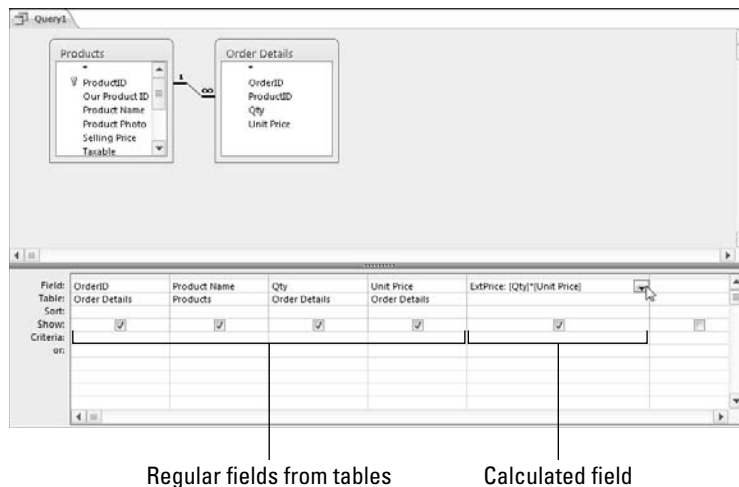 Query1
Products
ProductID
Our Product ID
Product Name
Product Photo
Selling Price
Taxable
1
∞
Order Details
*
OrderID
ProductID
Qty
Unit Price
Field: OrderID Product Name Qty Unit Price ExtPrice: [Qty]*[Unit Price]
Table: Order Details Products Order Details Order Details
Sort:
Show:
Criteria:
or:
Regular fields from tables Calculated field